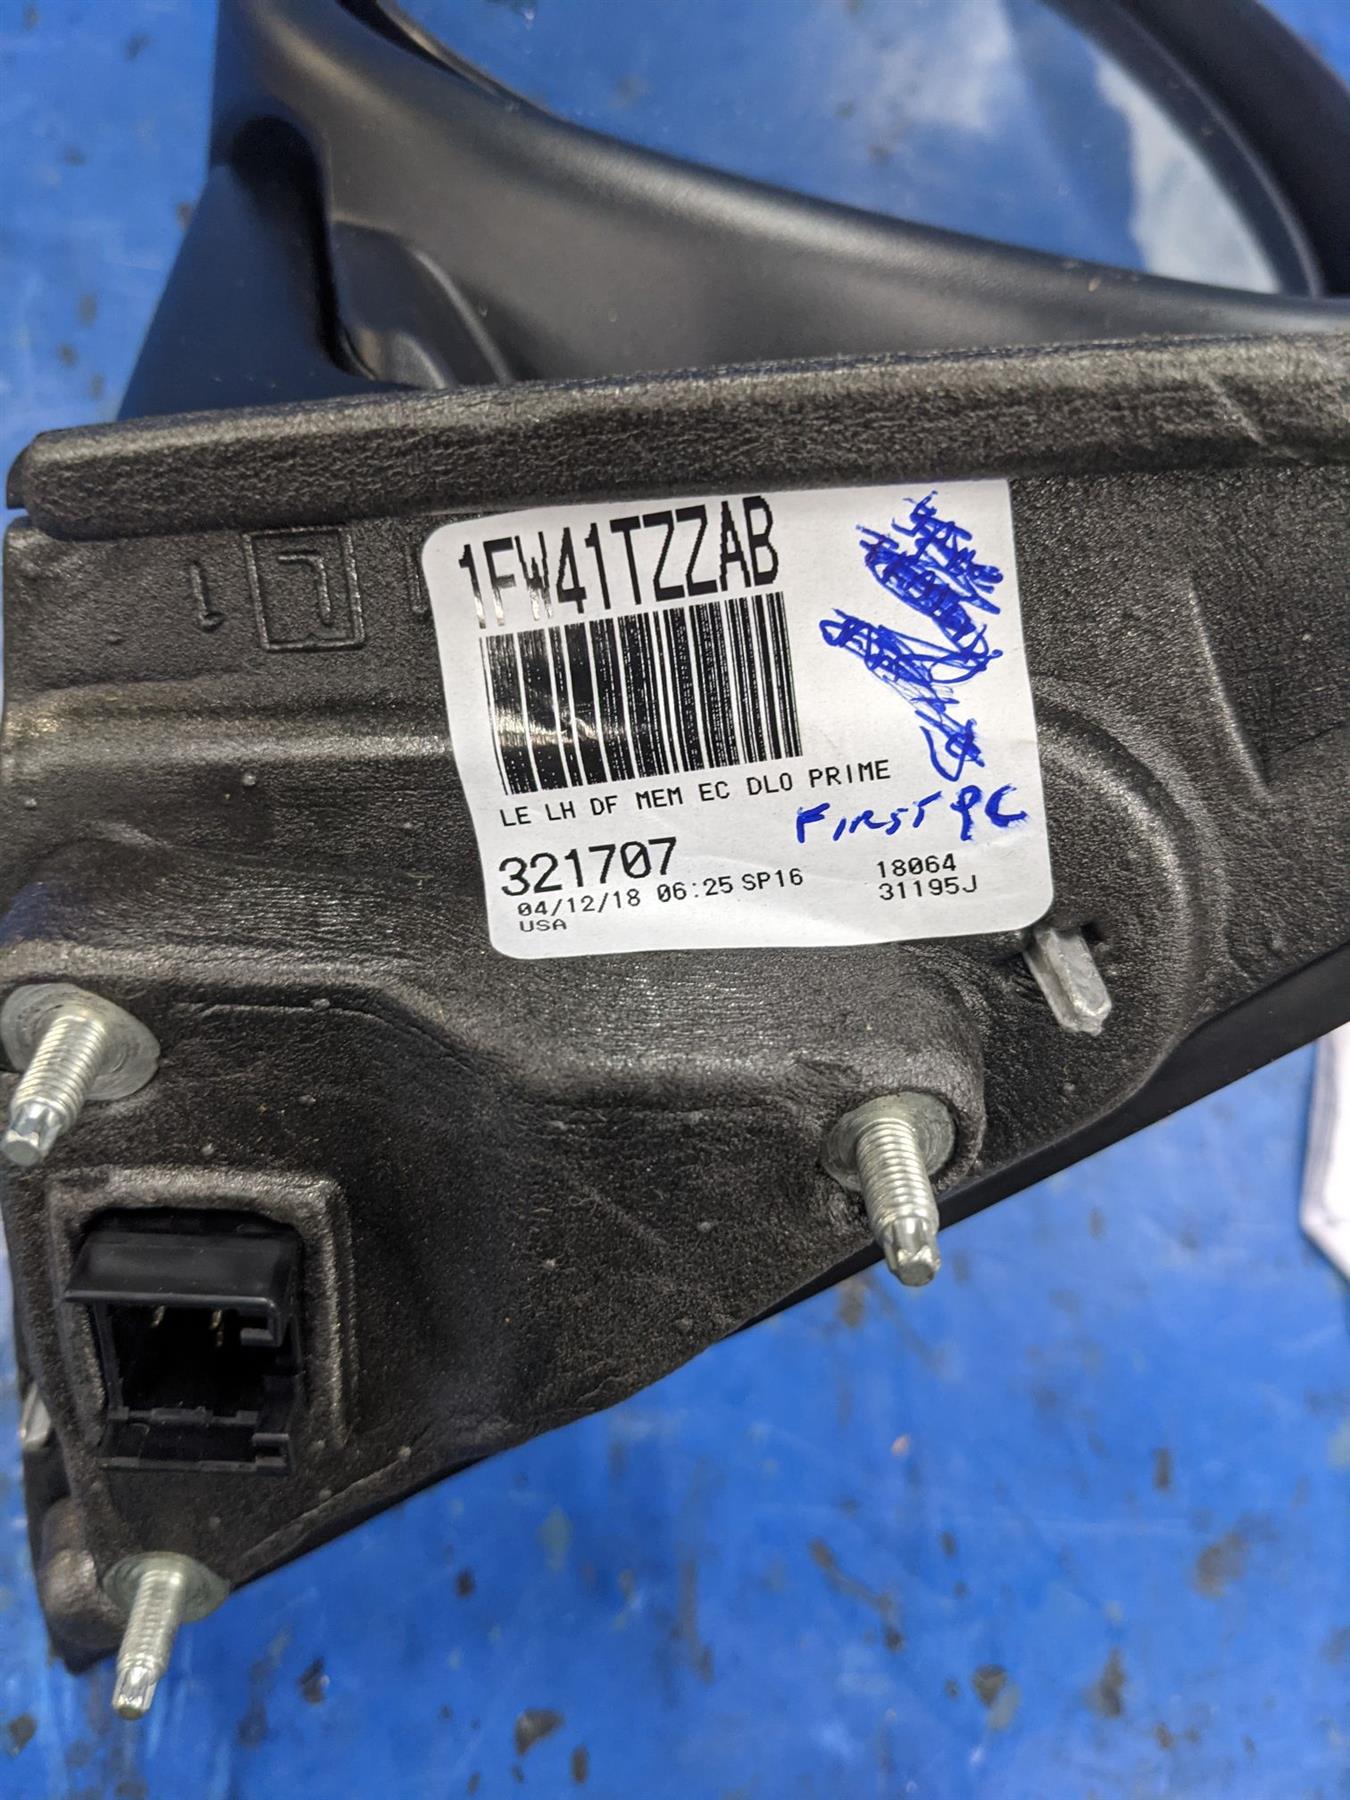 1FW41TZZAB
LE LH DF MEM EC DLO PRIME
FIRST PC
321707
04/12/18 06:25 SP16
USA
18064
31195J